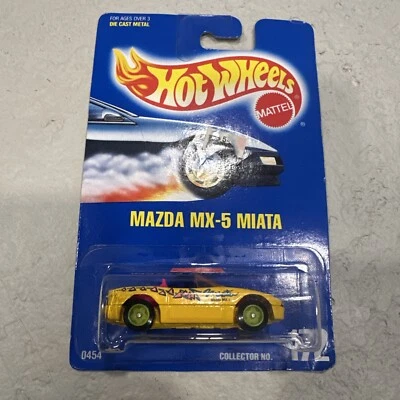 FOR AGES OVER 3
DIE CAST METAL
HOT WHEELS
MATTEL
MAZDA MX-5 MIATA
0454
COLLECTOR NO.
172